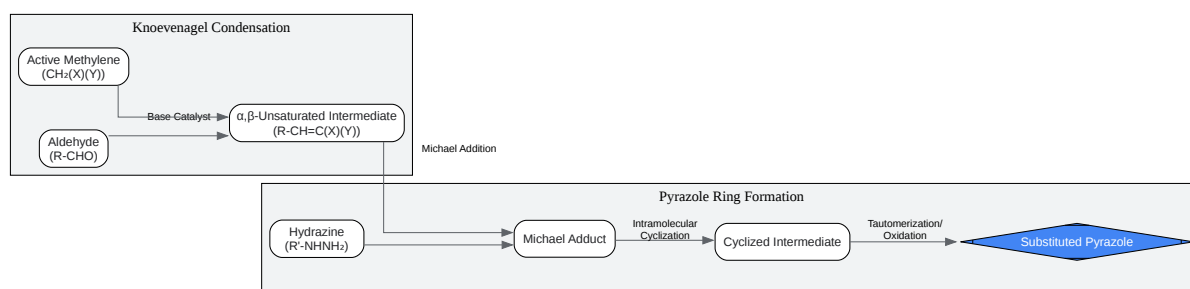 Knoevenagel Condensation
Active Methylene
(CH₂(X)(Y))
Base Catalyst
α,β-Unsaturated Intermediate
(R-CH=C(X)(Y))
Aldehyde
(R-CHO)
Michael Addition
Pyrazole Ring Formation
Hydrazine
(R'-NHNH₂)
Michael Adduct
Intramolecular
Cyclization
Cyclized Intermediate
Tautomerization/
Oxidation
Substituted Pyrazole